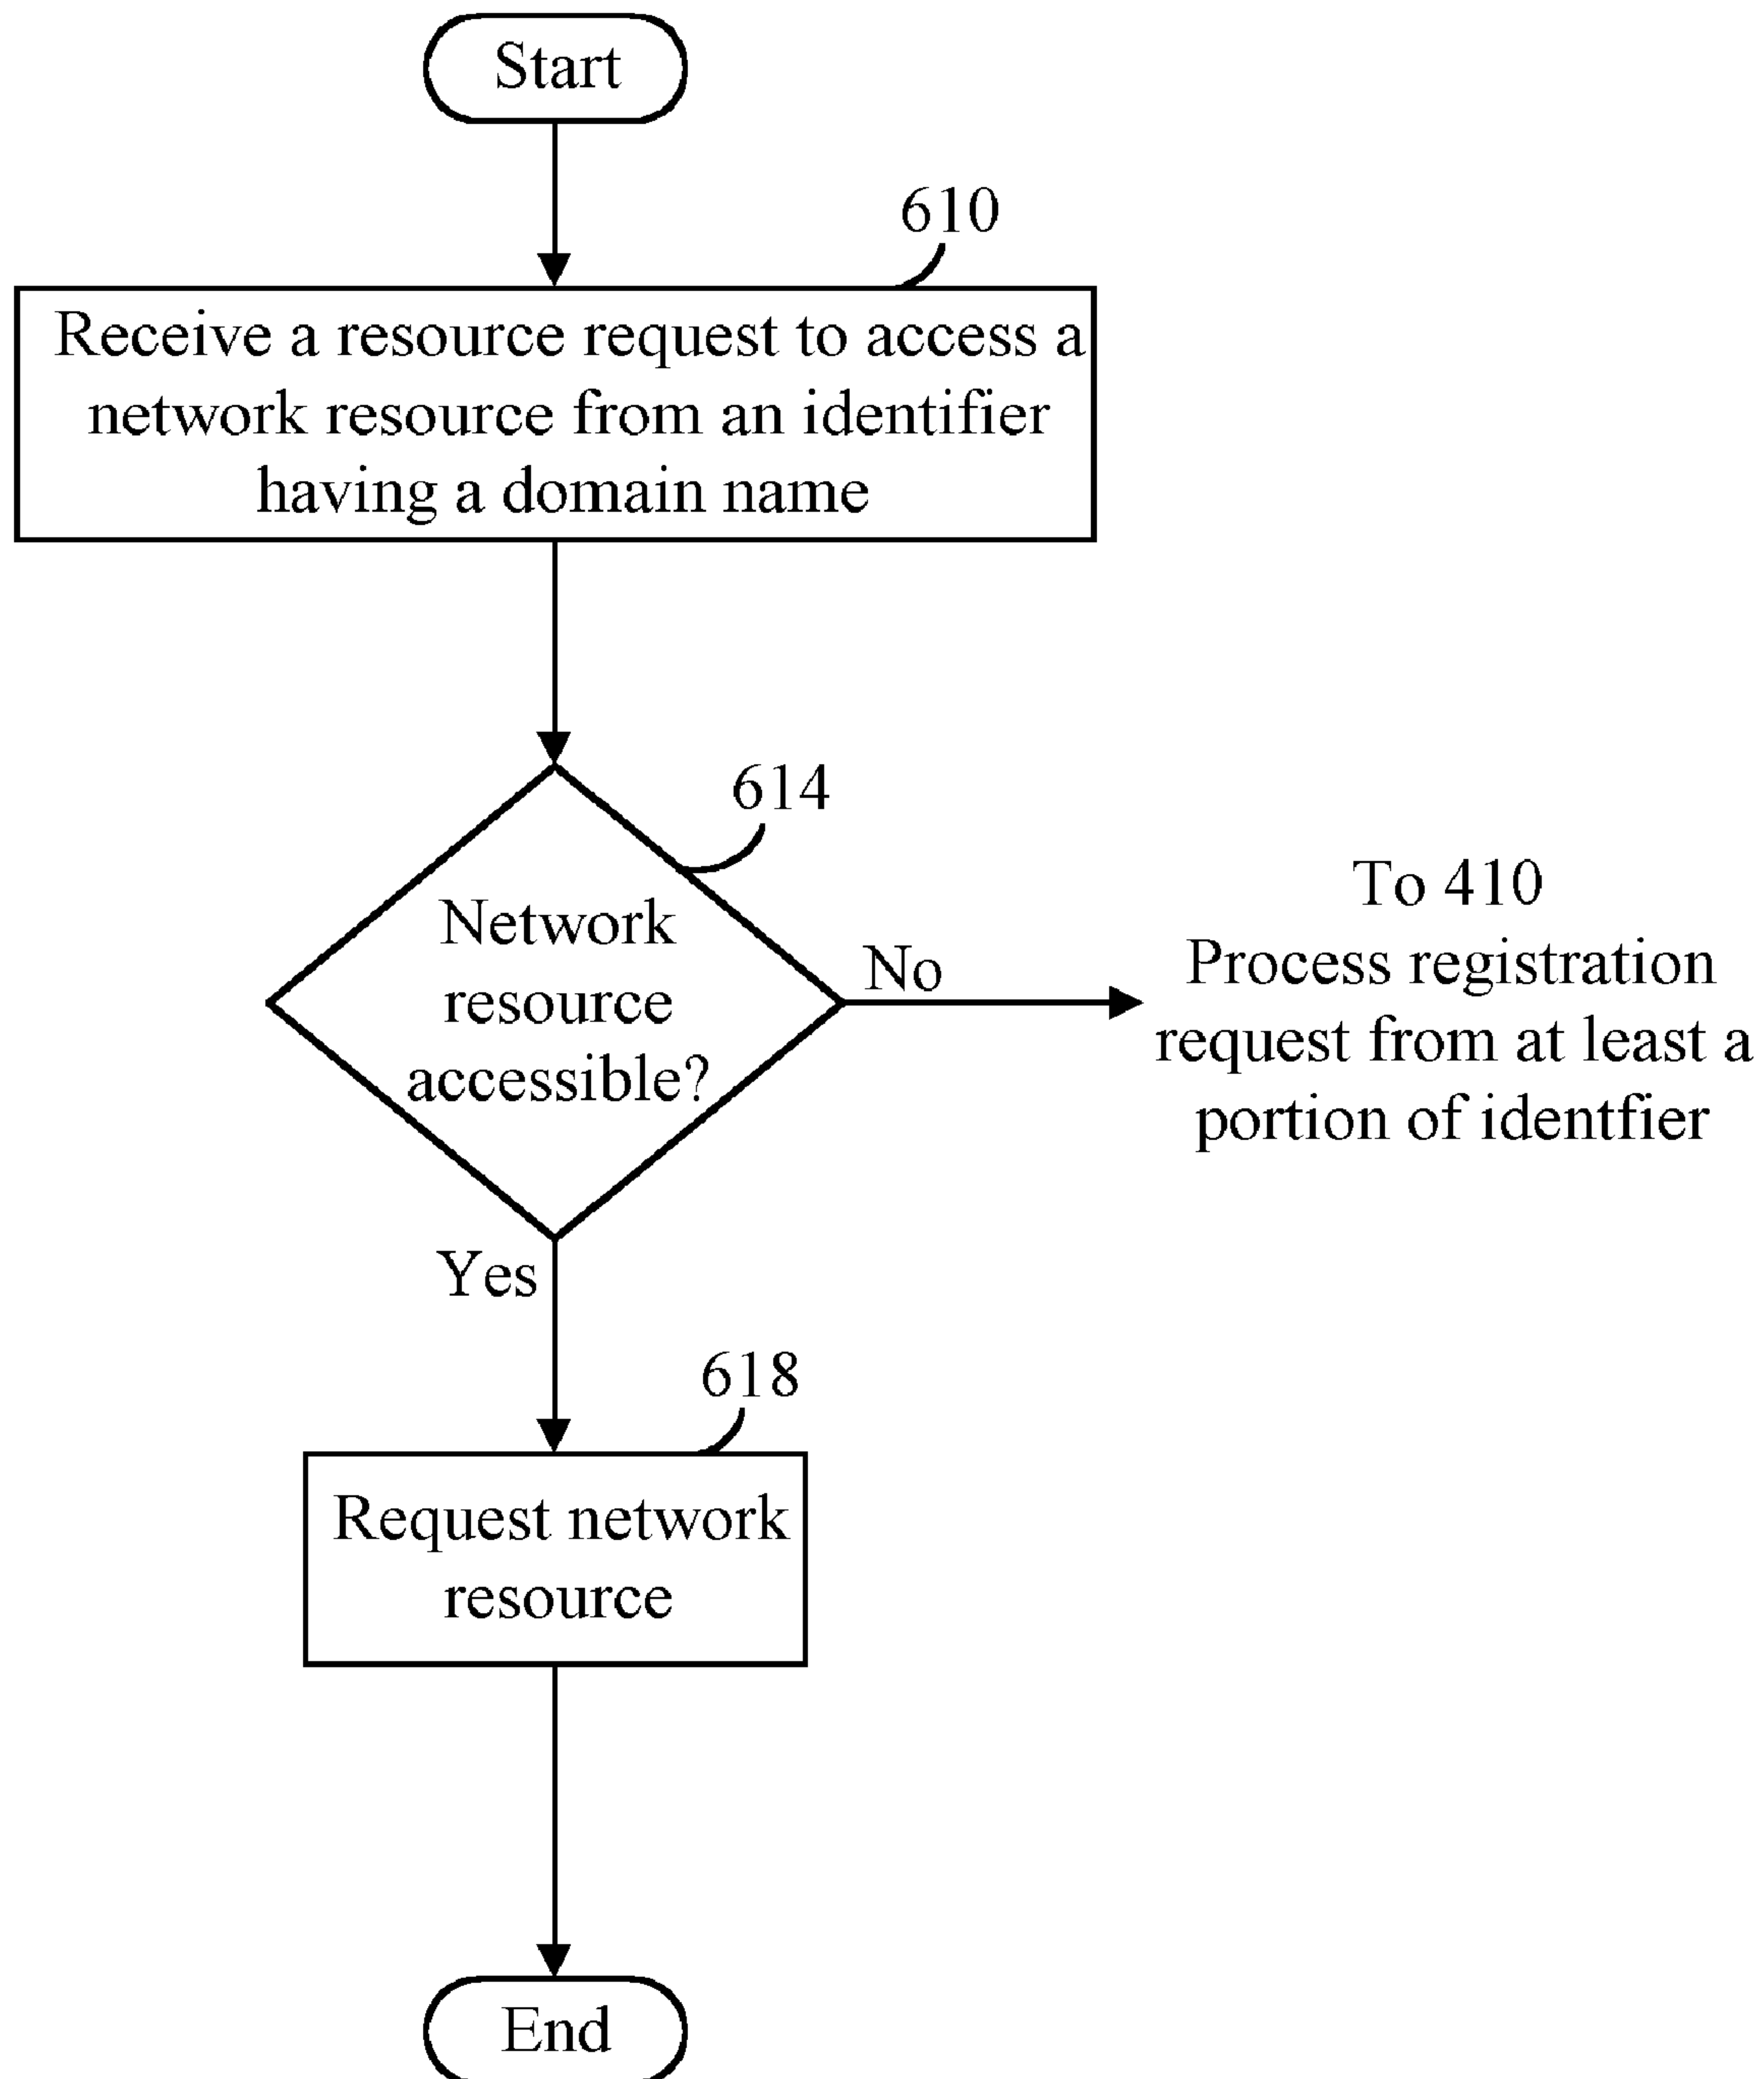 Start
610
Receive a resource request to access a
network resource from an identifier
having a domain name
614
Network
resource
accessible?
No
To 410
Process registration
request from at least a
portion of identfier
Yes
618
Request network
resource
End